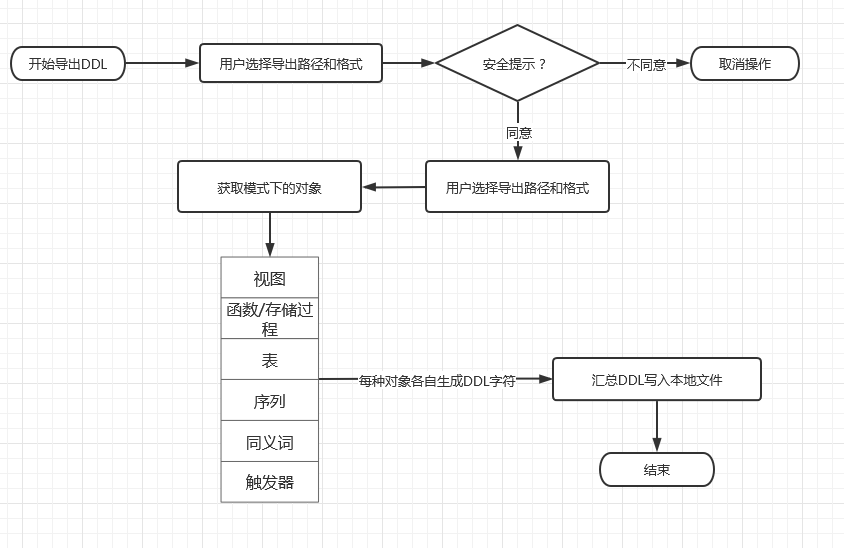 开始导出DDL
用户选择导出路径和格式
安全提示？
不同意
取消操作
同意
获取模式下的对象
用户选择导出路径和格式
视图
函数/存储过
程
表
每种对象各自生成DDL字符
汇总DDL写入本地文件
序列
同义词
结束
触发器